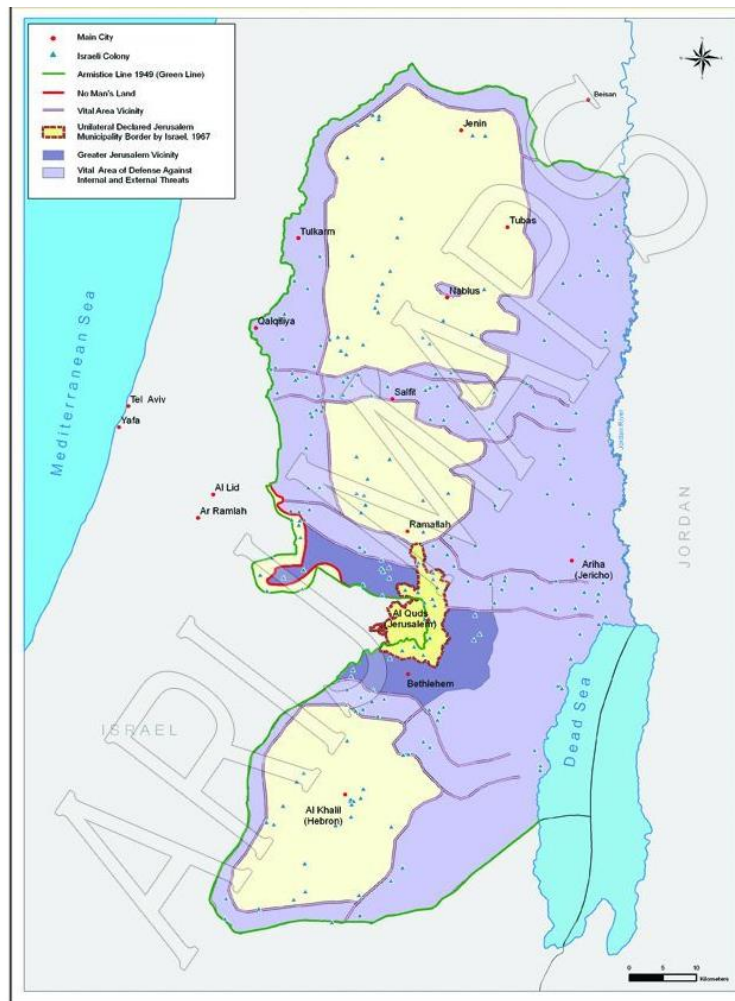 Main City
Israeli Colony
Armistice Line 1949 (Green Line)
No Man's Land
Vital Area Vicinity
Unilateral Declared Jerusalem
Municipality Border by Israel, 1967
Greater Jerusalem Vicinity
Vital Area of Defense Against
Internal and External Threats
Beisan
Jenin
Tubas
Tulkarm
Nablus
Qalqiliya
Mediterranean Sea
Salfit
Tel Aviv
Yafa
Jordan River
Al Lid
Ar Ramlah
Ramallah
JORDAN
Ariha
(Jericho)
Al Quds
(Jerusalem)
Bethlehem
ISRAEL
Dead Sea
Al Khalil
(Hebron)
0 5 10
Kilometers